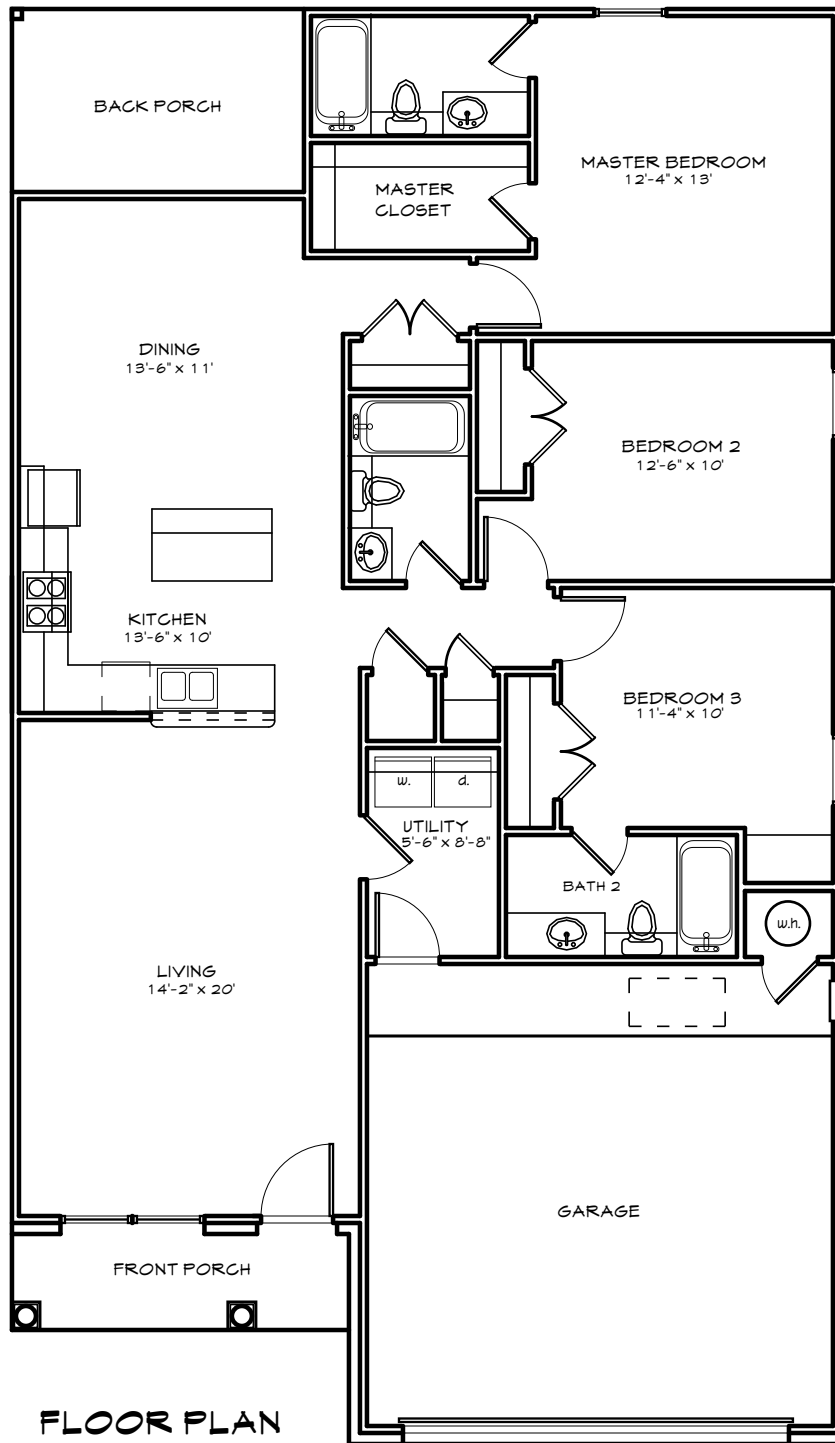 BACK PORCH
MASTER BEDROOM
12'-4" x 13'
MASTER
CLOSET
DINING
13'-6" x 11'
BEDROOM 2
12'-6" x 10'
KITCHEN
13'-6" x 10'
BEDROOM 3
11'-4" x 10'
w. d.
UTILITY
5'-6" x 8'-8"
BATH 2
w.h.
LIVING
14'-2" x 20'
GARAGE
FRONT PORCH
FLOOR PLAN